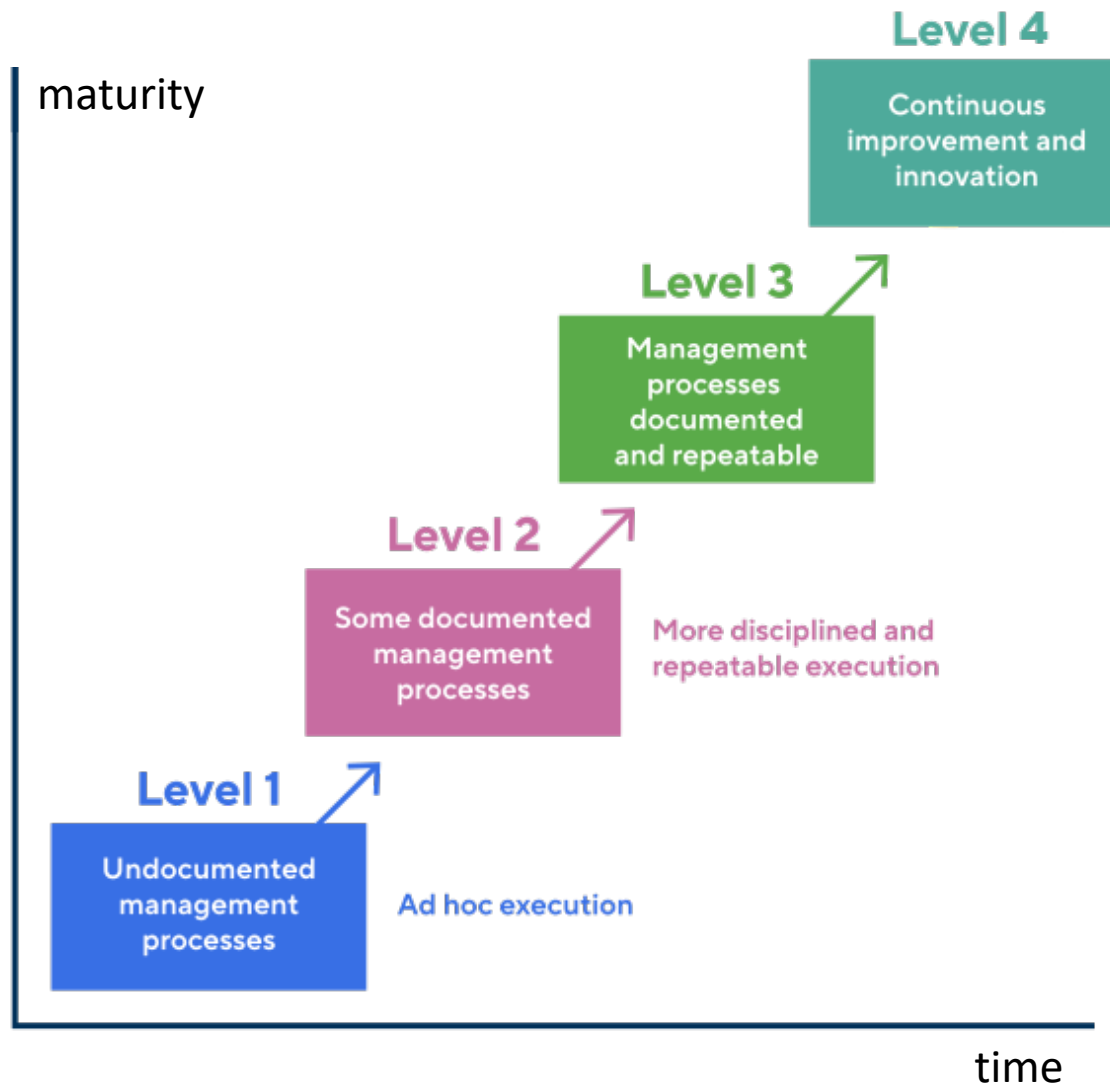 Level 4
maturity
Continuous
improvement and
innovation
Level 3
Management
processes
documented
and repeatable
Level 2
Some documented
management
processes
More disciplined and
repeatable execution
Level 1
Undocumented
management
processes
Ad hoc execution
time